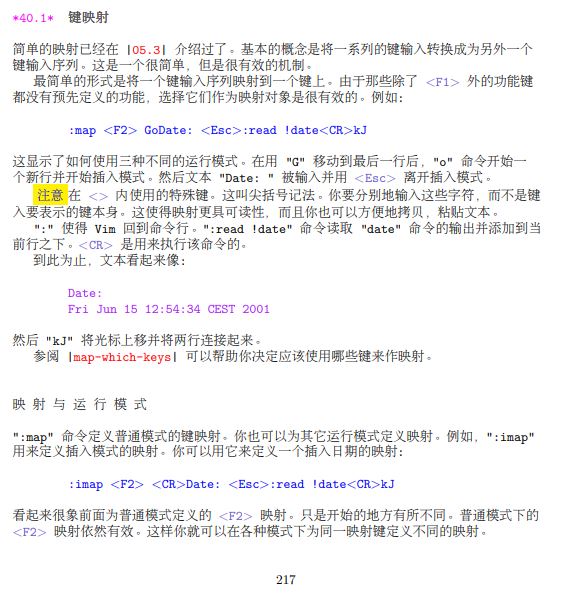 *40.1* 键映射
简单的映射已经在 |05.3| 介绍过了。基本的概念是将一系列的键输入转换成为另外一个
键输入序列。这是一个很简单，但是很有效的机制。
最简单的形式是将一个键输入序列映射到一个键上。由于那些除了 <F1> 外的功能键
都没有预先定义的功能，选择它们作为映射对象是很有效的。例如:
:map <F2> GoDate: <Esc>:read !date<CR>kJ
这显示了如何使用三种不同的运行模式。在用 "G" 移动到最后一行后，"o" 命令开始一
个新行并开始插入模式。然后文本 "Date: " 被输入并用 <Esc> 离开插入模式。
注意 在 <> 内使用的特殊键。这叫尖括号记法。你要分别地输入这些字符，而不是键
入要表示的键本身。这使得映射更具可读性，而且你也可以方便地拷贝，粘贴文本。
":" 使得 Vim 回到命令行。":read !date" 命令读取 "date" 命令的输出并添加到当
前行之下。<CR> 是用来执行该命令的。
到此为止，文本看起来像:
Date:
Fri Jun 15 12:54:34 CEST 2001
然后 "kJ" 将光标上移并将两行连接起来。
参阅 |map-which-keys| 可以帮助你决定应该使用哪些键来作映射。
映 射 与 运 行 模 式
":map" 命令定义普通模式的键映射。你也可以为其它运行模式定义映射。例如，":imap"
用来定义插入模式的映射。你可以用它来定义一个插入日期的映射:
:imap <F2> <CR>Date: <Esc>:read !date<CR>kJ
看起来很象前面为普通模式定义的 <F2> 映射。只是开始的地方有所不同。普通模式下的
<F2> 映射依然有效。这样你就可以在各种模式下为同一映射键定义不同的映射。
217